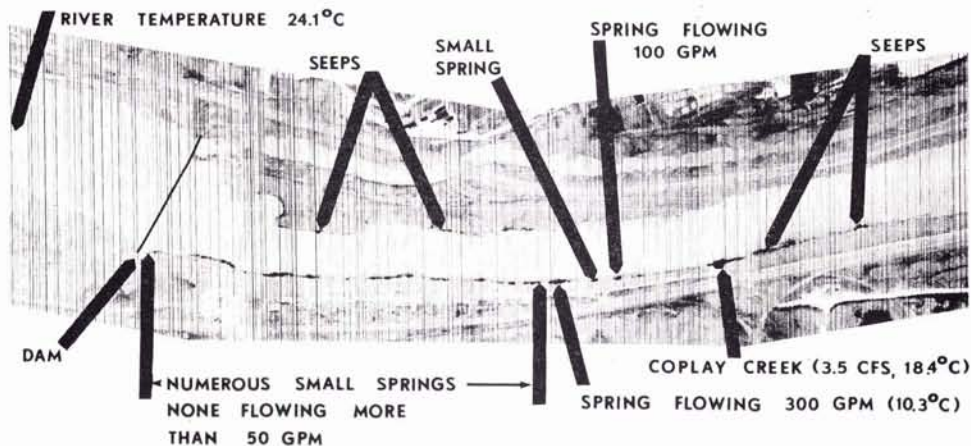 RIVER TEMPERATURE 24.1°C
SEEPS
SMALL
SPRING
SPRING FLOWING
100 GPM
SEEPS
DAM
NUMEROUS SMALL SPRINGS
NONE FLOWING MORE
THAN 50 GPM
COPLAY CREEK (3.5 CFS, 18.4°C)
SPRING FLOWING 300 GPM (10.3°C)